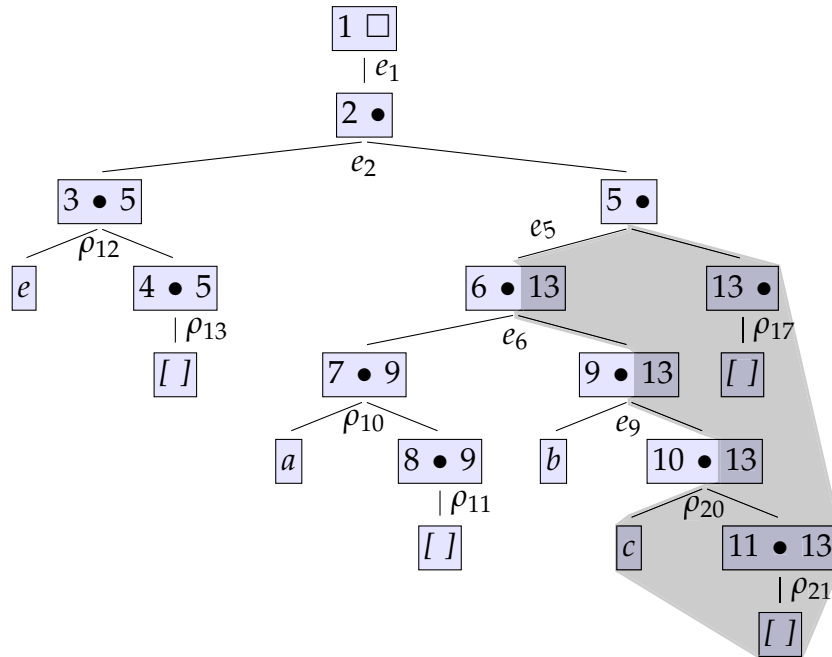 1 □
e₁
2 •
e₂
3 • 5
5 •
ρ₁₂
e₅
e
4 • 5
6 • 13
13 •
ρ₁₃
e₆
ρ₁₇
[ ]
7 • 9
9 • 13
[ ]
ρ₁₀
e₉
a
8 • 9
b
10 • 13
ρ₁₁
ρ₂₀
[ ]
c
11 • 13
ρ₂₁
[ ]